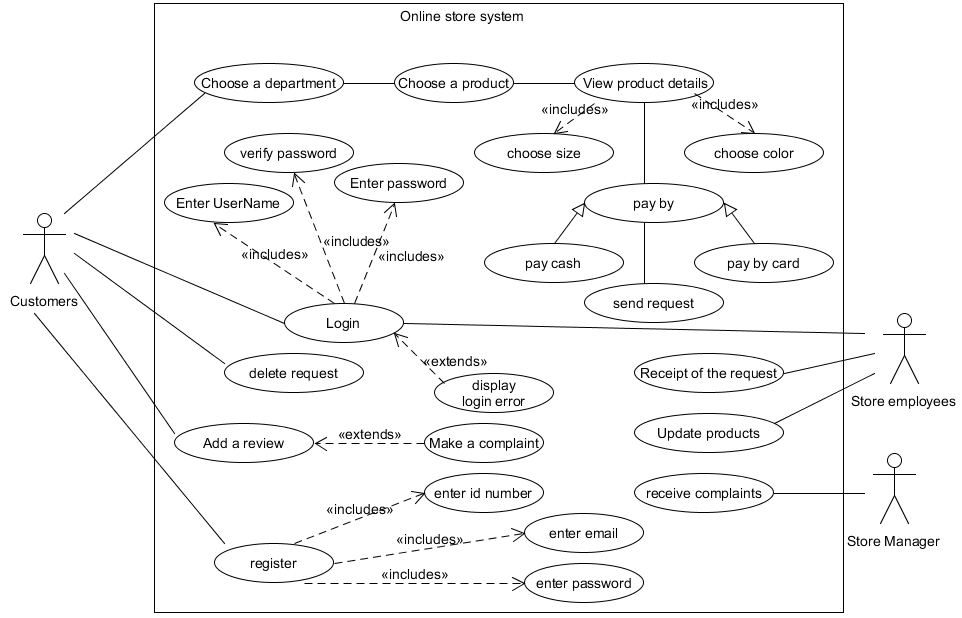 Online store system
Choose a department
Choose a product
View product details
«includes»
«includes»
verify password
choose size
choose color
Enter password
Enter UserName
pay by
«includes»
«includes»
«includes»
pay cash
pay by card
Customers
send request
Login
«extends»
delete request
Receipt of the request
display
login error
Store employees
Add a review
«extends»
Make a complaint
Update products
enter id number
receive complaints
«includes»
enter email
«includes»
Store Manager
register
«includes»
enter password